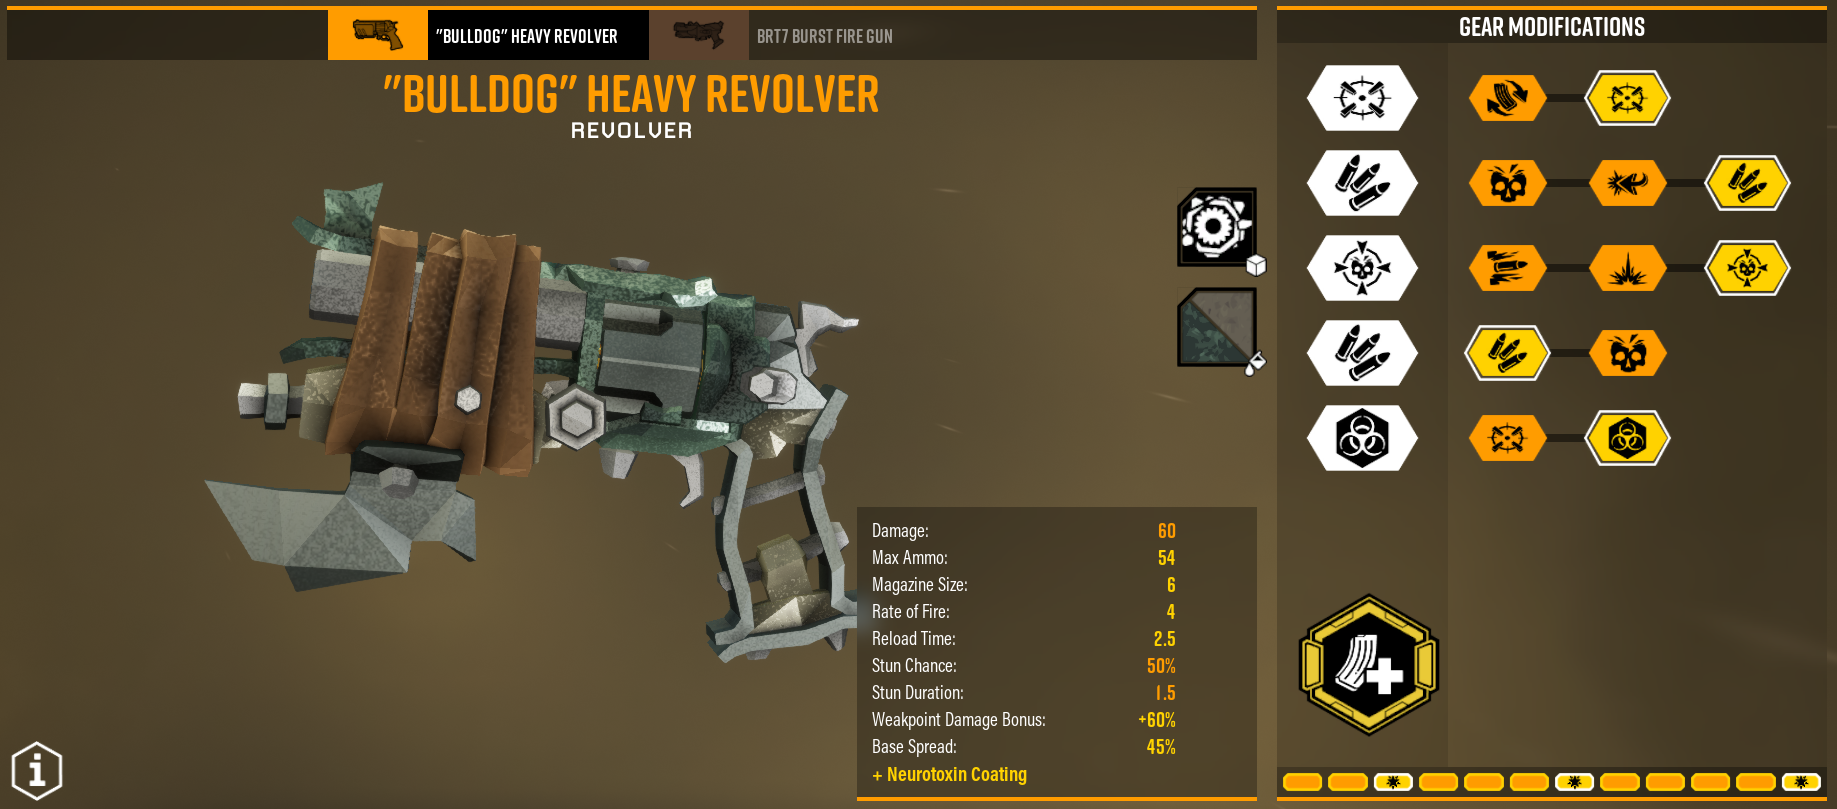 "BULLDOG" HEAVY REVOLVER
BRT7 BURST FIRE GUN
"BULLDOG" HEAVY REVOLVER
REVOLVER
GEAR MODIFICATIONS
Damage: 60
Max Ammo: 54
Magazine Size: 6
Rate of Fire: 4
Reload Time: 2.5
Stun Chance: 50%
Stun Duration: 1.5
Weakpoint Damage Bonus: +60%
Base Spread: 45%
+ Neurotoxin Coating